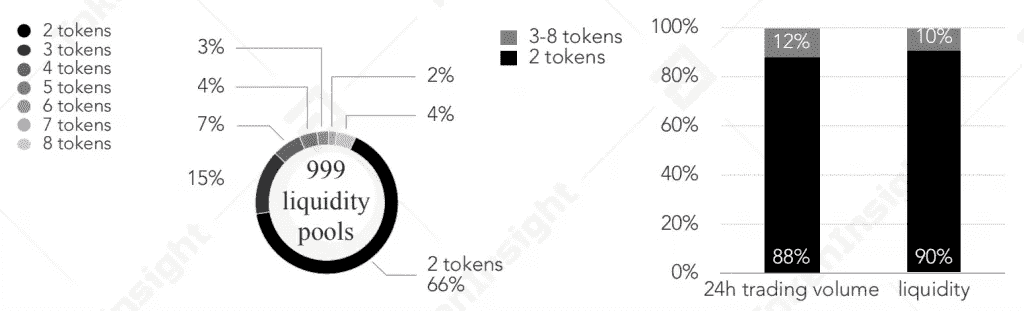 2 tokens
3 tokens
4 tokens
5 tokens
6 tokens
7 tokens
8 tokens
3%
4%
7%
15%
2%
4%
999
liquidity
pools
2 tokens
66%
3-8 tokens
2 tokens
100%
80%
60%
40%
20%
0%
12%
10%
88%
90%
24h trading volume
liquidity